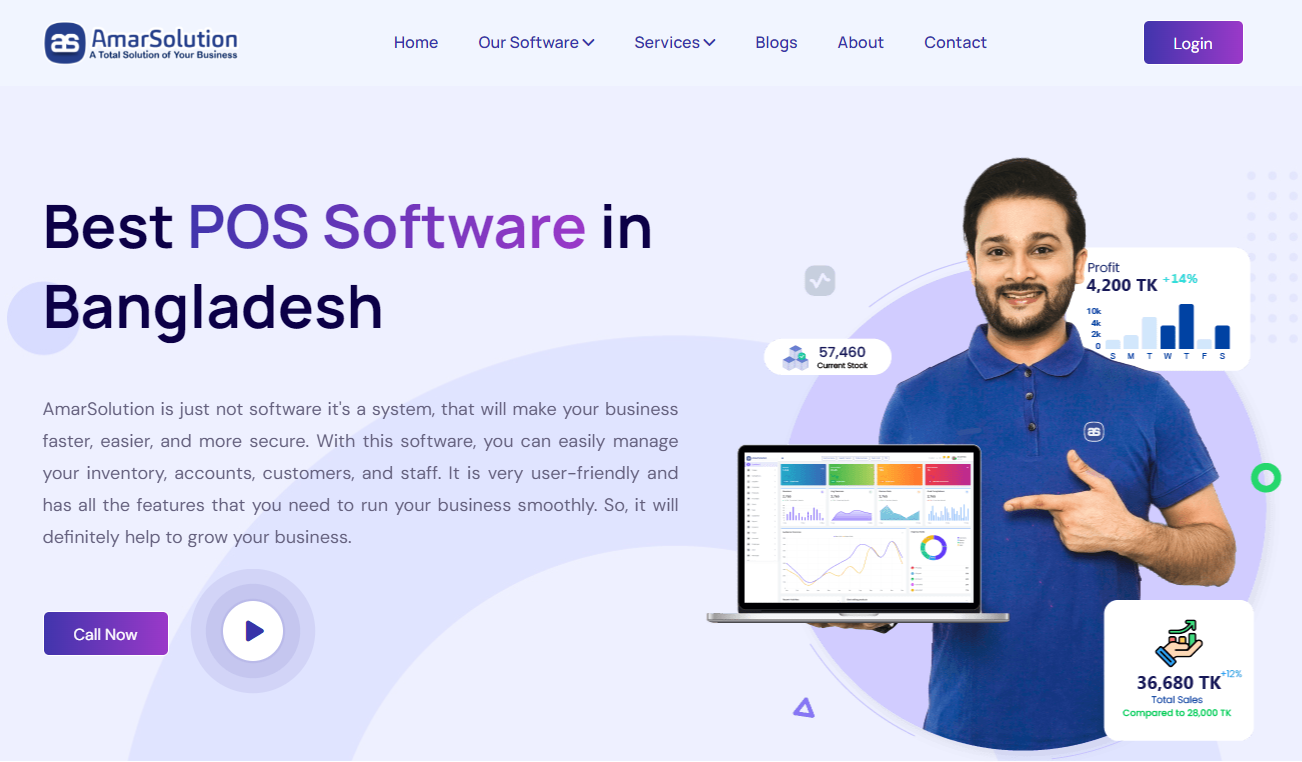 as AmarSolution
A Total Solution of Your Business
Home
Our Software
Services
Blogs
About
Contact
Login
Best POS Software in
Bangladesh
AmarSolution is just not software it's a system, that will make your business
faster, easier, and more secure. With this software, you can easily manage
your inventory, accounts, customers, and staff. It is very user-friendly and
has all the features that you need to run your business smoothly. So, it will
definitely help to grow your business.
Call Now
57,460
Current Stock
Profit
4,200 TK +14%
10k
4k
2k
0
S M T W T F S
as
36,680 TK +12%
Total Sales
Compared to 28,000 TK